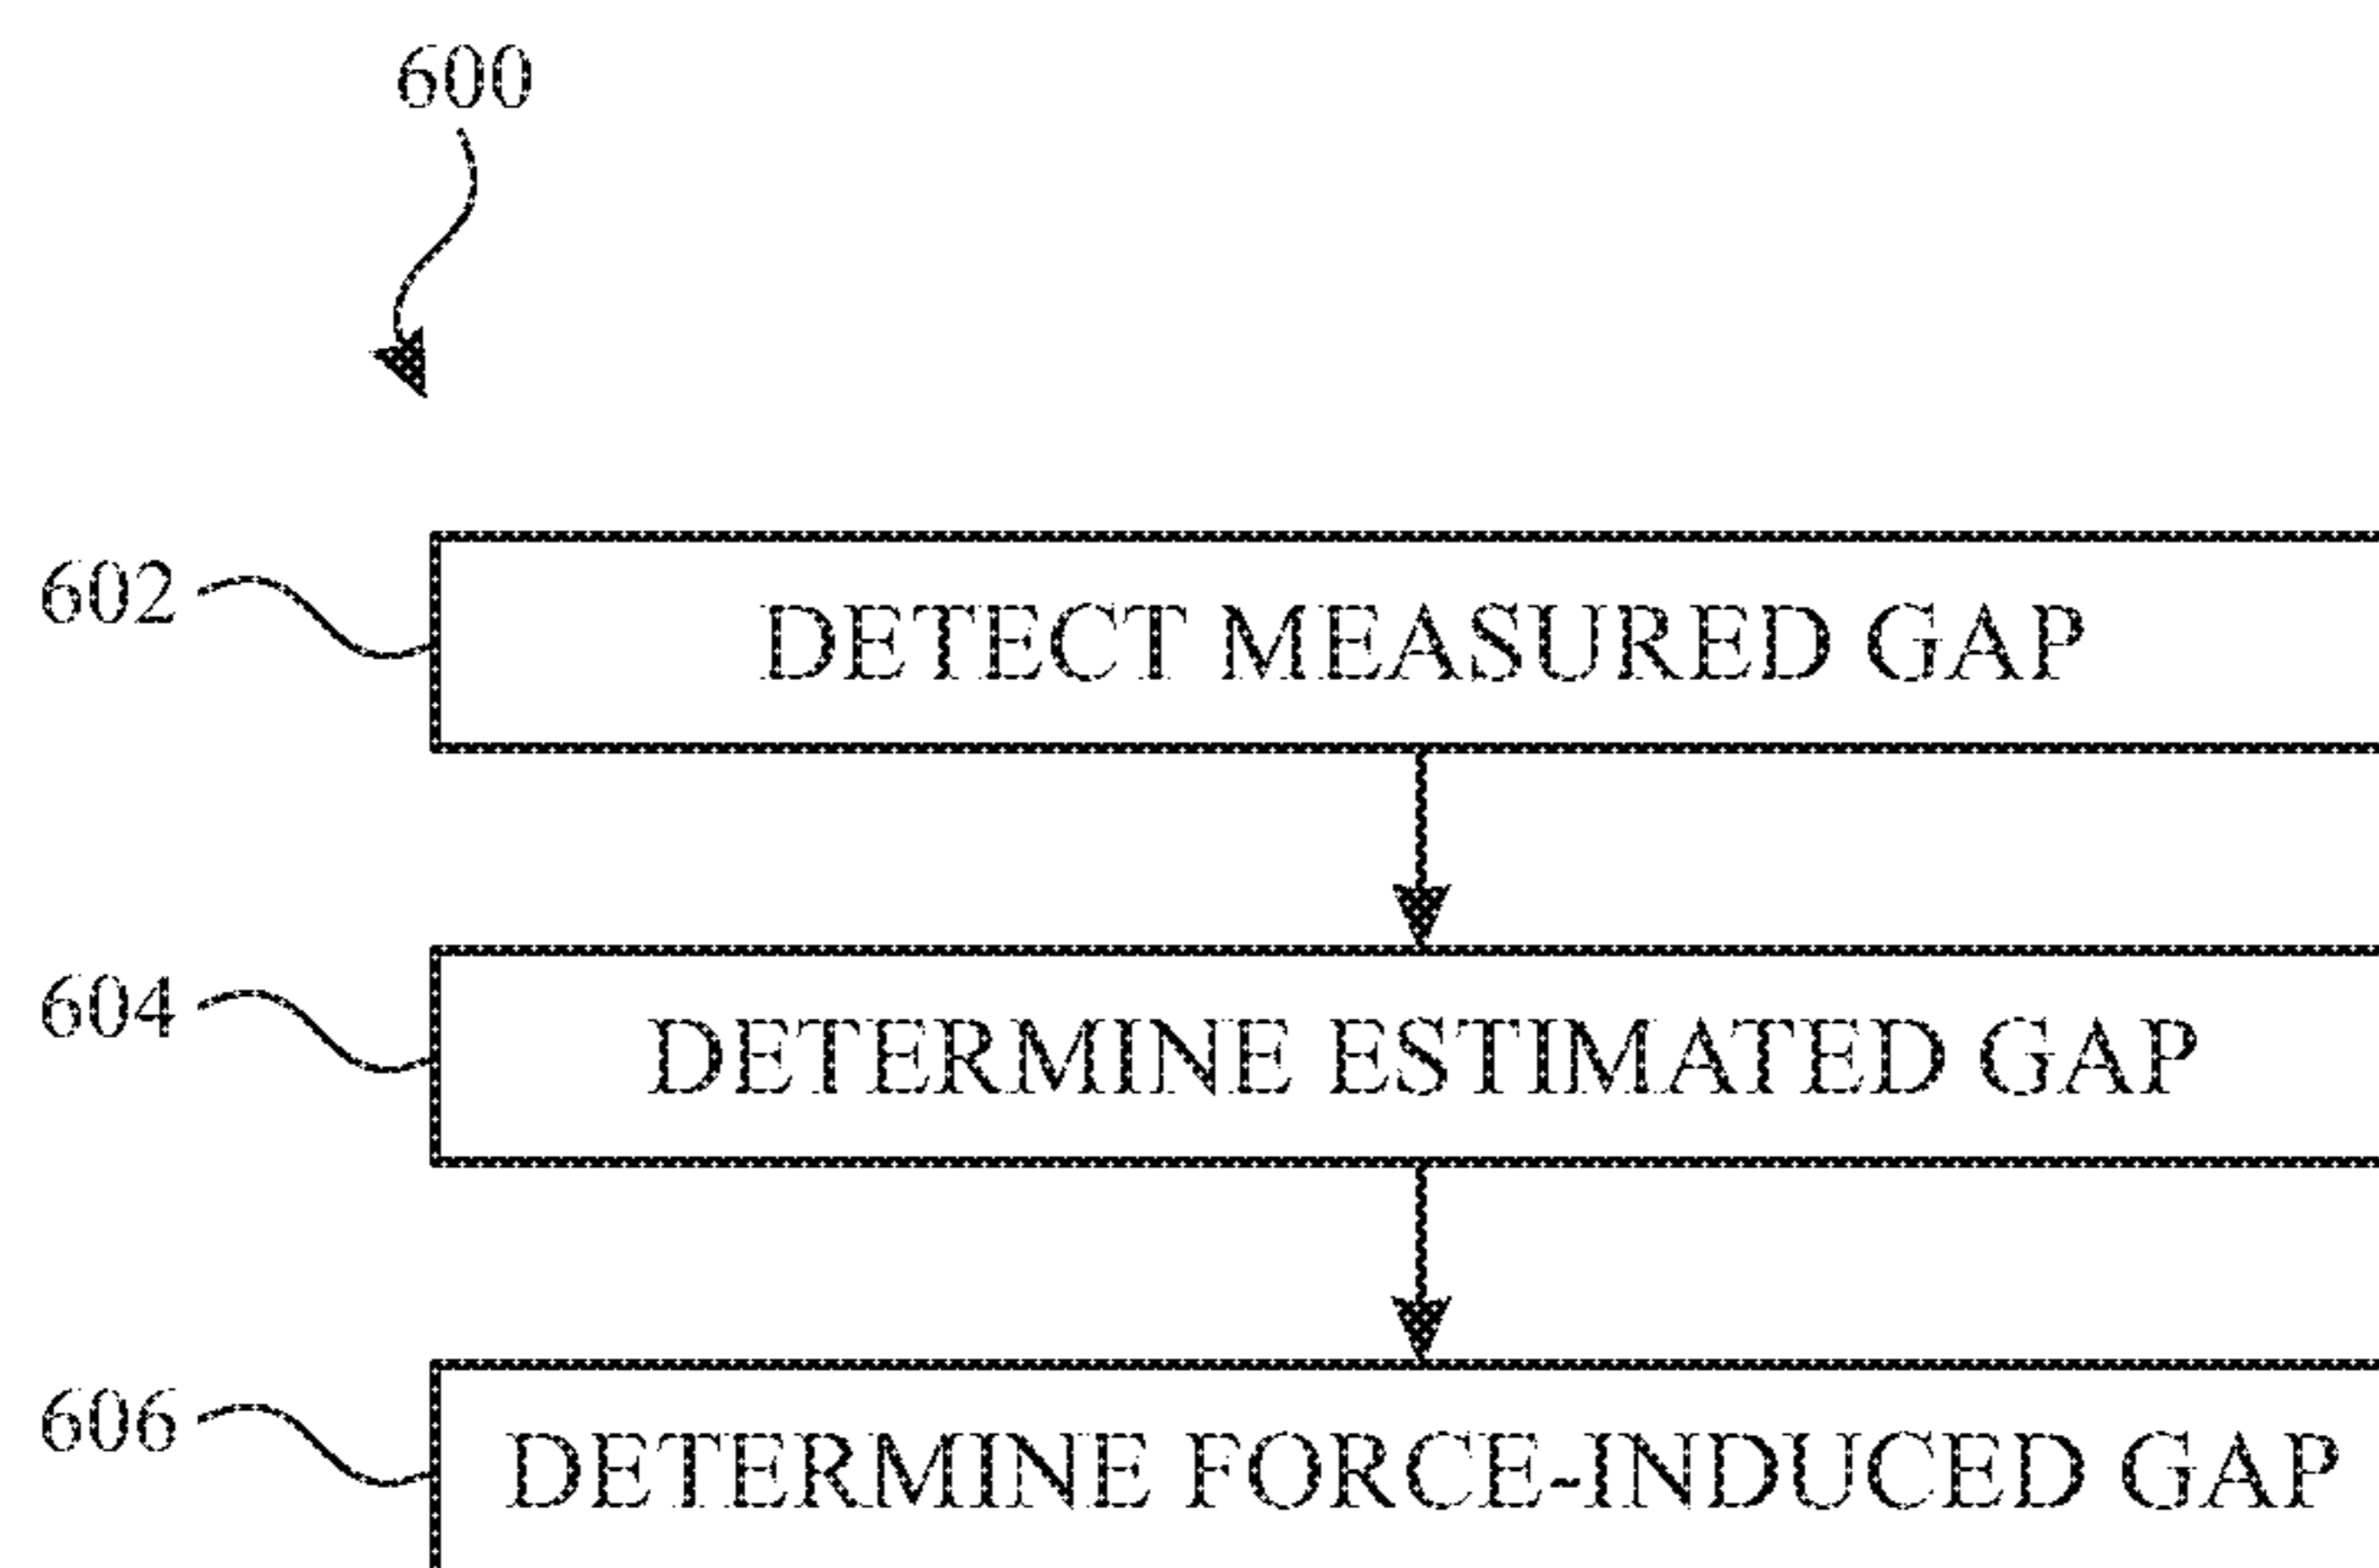 600
602
DETECT MEASURED GAP
604
DETERMINE ESTIMATED GAP
606
DETERMINE FORCE-INDUCED GAP